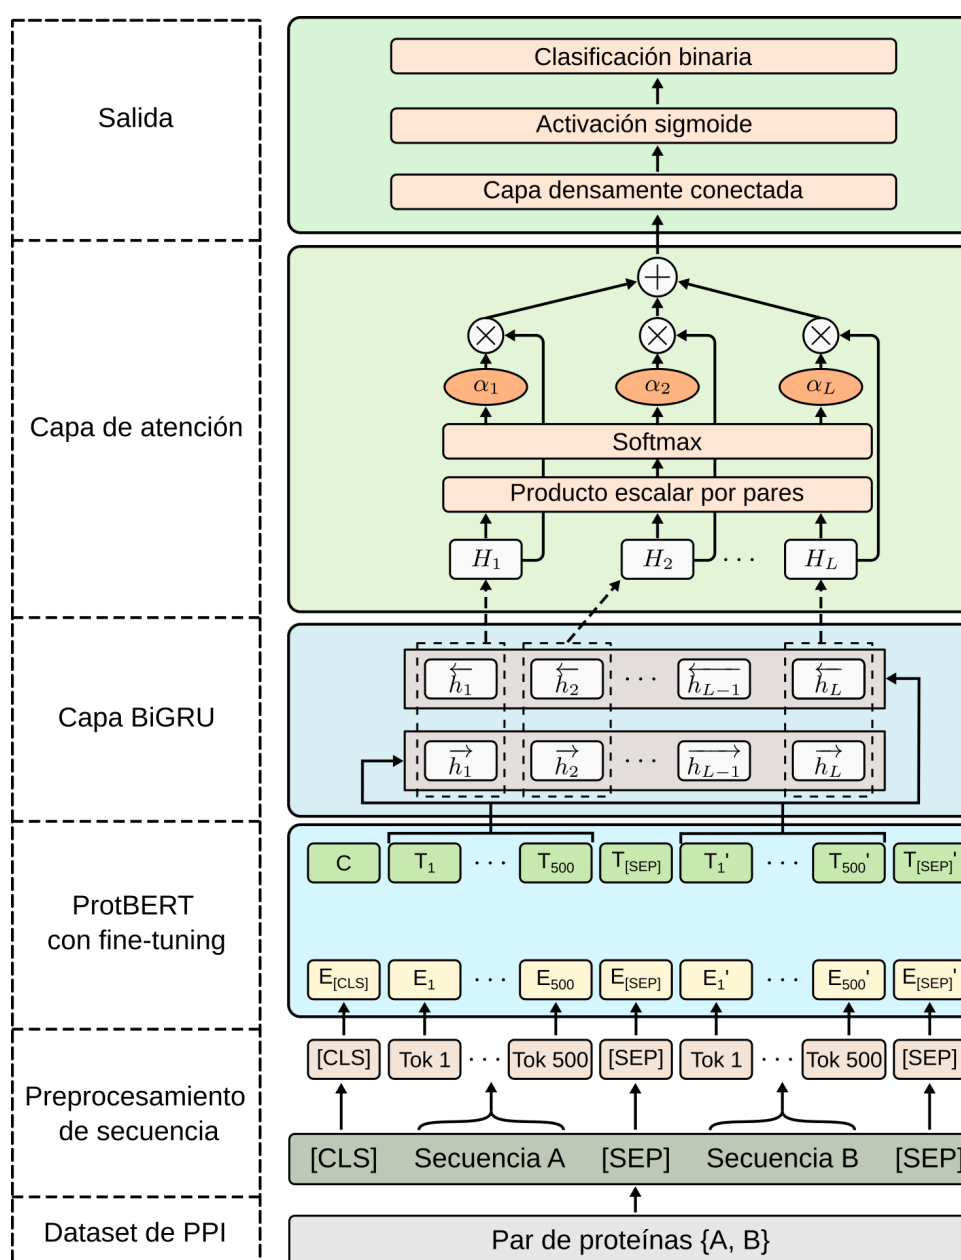 Salida
Clasificación binaria
Activación sigmoide
Capa densamente conectada
Capa de atención
+
× × ×
α1 α2 αL
Softmax
Producto escalar por pares
H1 H2 ... HL
Capa BiGRU
←h1 ←h2 ... ←hL−1 ←hL
→h1 →h2 ... →hL−1 →hL
ProtBERT
con fine-tuning
C T1 ... T500 T[SEP] T1' ... T500' T[SEP]'
E[CLS] E1 ... E500 E[SEP] E1' ... E500' E[SEP]'
Preprocesamiento
de secuencia
[CLS] Tok 1 ... Tok 500 [SEP] Tok 1 ... Tok 500 [SEP]
[CLS] Secuencia A [SEP] Secuencia B [SEP]
Dataset de PPI
Par de proteínas {A, B}